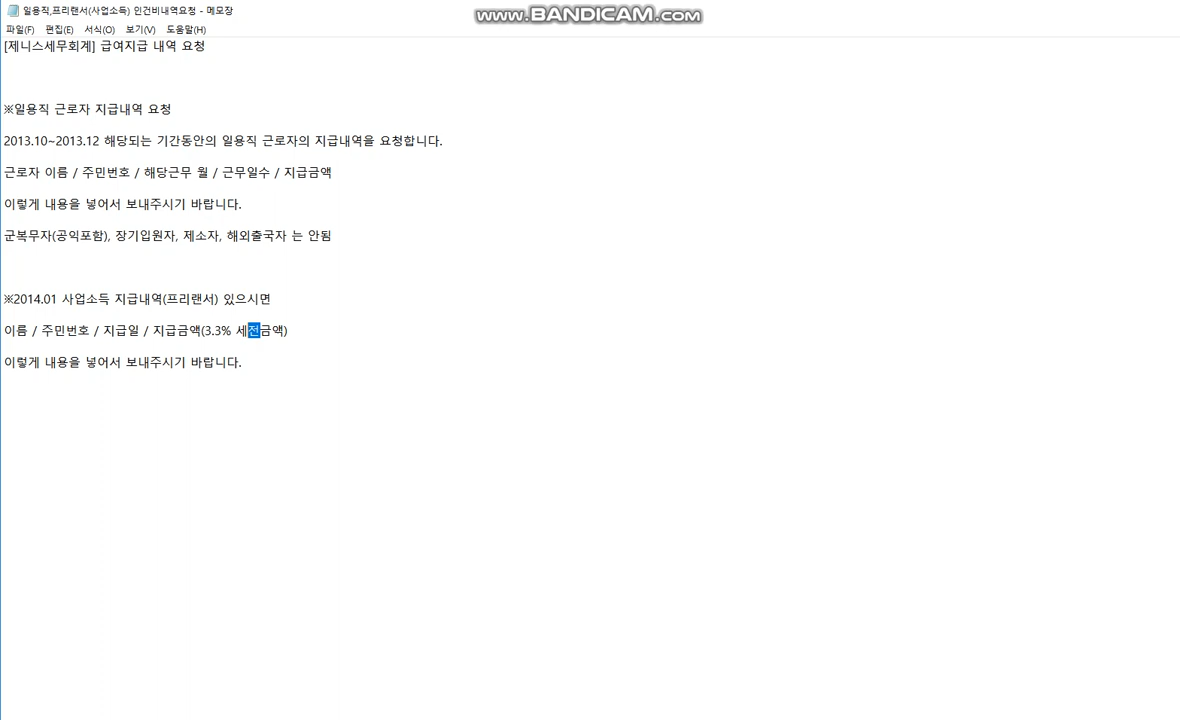 일용직,프리랜서(사업소득) 인건비내역요청 - 메모장
www.BANDICAM.com
파일(F) 편집(E) 서식(O) 보기(V) 도움말(H)
[제니스세무회계] 급여지급 내역 요청
※일용직 근로자 지급내역 요청
2013.10~2013.12 해당되는 기간동안의 일용직 근로자의 지급내역을 요청합니다.
근로자 이름 / 주민번호 / 해당근무 월 / 근무일수 / 지급금액
이렇게 내용을 넣어서 보내주시기 바랍니다.
군복무자(공익포함), 장기입원자, 제소자, 해외출국자 는 안됨
※2014.01 사업소득 지급내역(프리랜서) 있으시면
이름 / 주민번호 / 지급일 / 지급금액(3.3% 세전금액)
이렇게 내용을 넣어서 보내주시기 바랍니다.